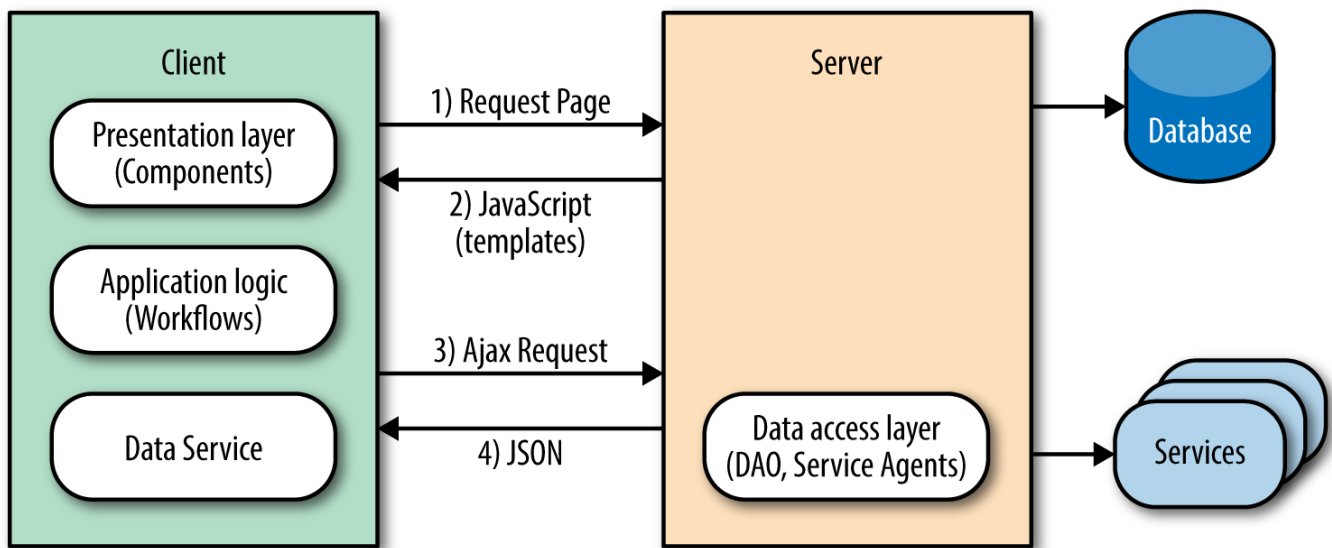 Client
Presentation layer
(Components)
Application logic
(Workflows)
Data Service
1) Request Page
2) JavaScript
(templates)
3) Ajax Request
4) JSON
Server
Data access layer
(DAO, Service Agents)
Database
Services